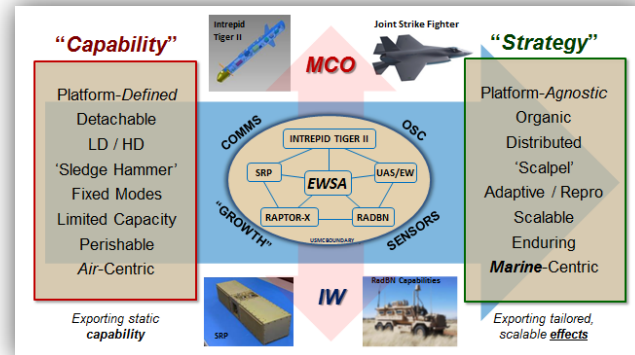 “Capability”
Intrepid
Tiger II
MCO
Joint Strike Fighter
“Strategy”
Platform-Defined
Detachable
LD / HD
‘Sledge Hammer’
Fixed Modes
Limited Capacity
Perishable
Air-Centric
COMMS
OSC
INTREPID TIGER II
SRP
UAS/EW
EWSA
RAPTOR-X
RADBN
“GROWTH”
SENSORS
USMC BOUNDARY
Platform-Agnostic
Organic
Distributed
‘Scalpel’
Adaptive / Repro
Scalable
Enduring
Marine-Centric
SRP
IW
RadBN Capabilities
Exporting static
capability
Exporting tailored,
scalable effects